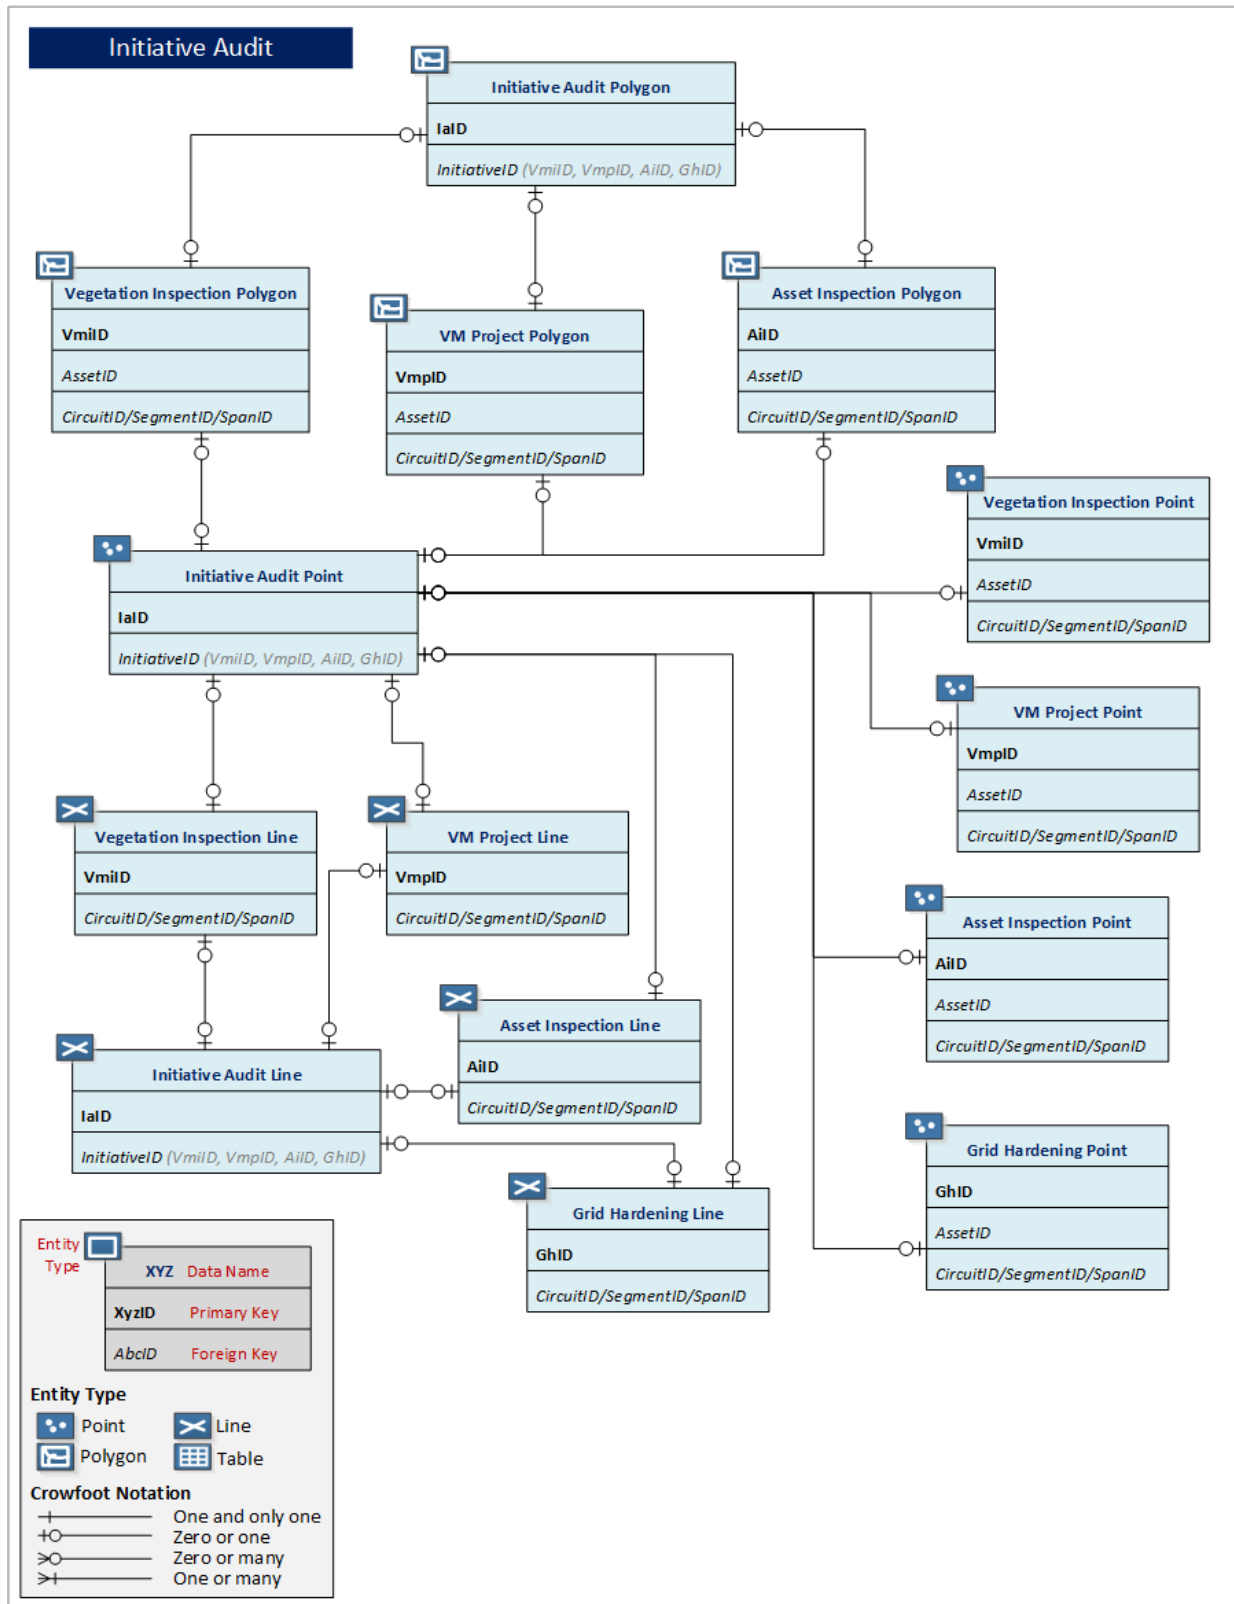 Initiative Audit
Initiative Audit Polygon
IaID
InitiativeID (VmiID, VmpID, AiID, GhID)
Vegetation Inspection Polygon
VmiID
AssetID
CircuitID/SegmentID/SpanID
VM Project Polygon
VmpID
AssetID
CircuitID/SegmentID/SpanID
Asset Inspection Polygon
AiID
AssetID
CircuitID/SegmentID/SpanID
Vegetation Inspection Point
VmiID
AssetID
CircuitID/SegmentID/SpanID
Initiative Audit Point
IaID
InitiativeID (VmiID, VmpID, AiID, GhID)
VM Project Point
VmpID
AssetID
CircuitID/SegmentID/SpanID
Vegetation Inspection Line
VmiID
CircuitID/SegmentID/SpanID
VM Project Line
VmpID
CircuitID/SegmentID/SpanID
Asset Inspection Point
AiID
AssetID
CircuitID/SegmentID/SpanID
Asset Inspection Line
AiID
CircuitID/SegmentID/SpanID
Initiative Audit Line
IaID
InitiativeID (VmiID, VmpID, AiID, GhID)
Grid Hardening Point
GhID
AssetID
CircuitID/SegmentID/SpanID
Grid Hardening Line
GhID
CircuitID/SegmentID/SpanID
Entity
Type
XYZ Data Name
XyzID Primary Key
AbcID Foreign Key
Entity Type
Point
Line
Polygon
Table
Crowfoot Notation
One and only one
Zero or one
Zero or many
One or many